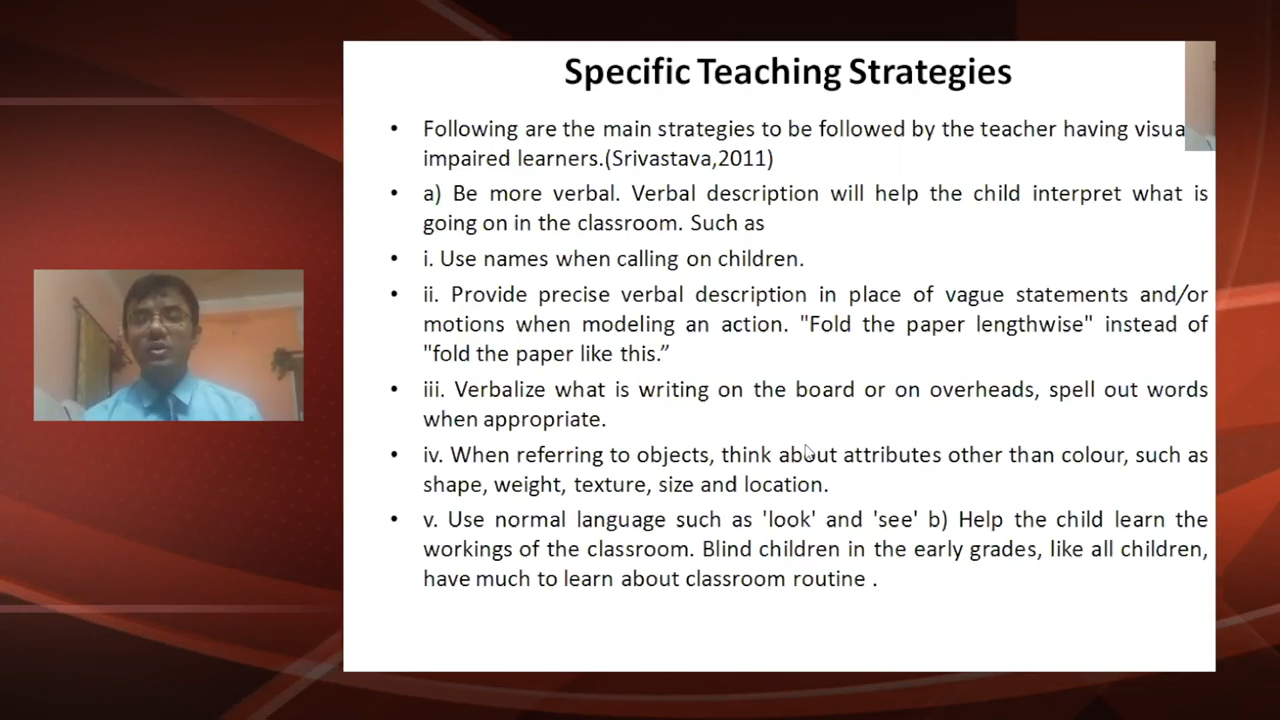 Specific Teaching Strategies
• Following are the main strategies to be followed by the teacher having visua
impaired learners.(Srivastava,2011)
• a) Be more verbal. Verbal description will help the child interpret what is
going on in the classroom. Such as
• i. Use names when calling on children.
• ii. Provide precise verbal description in place of vague statements and/or
motions when modeling an action. "Fold the paper lengthwise" instead of
"fold the paper like this.”
• iii. Verbalize what is writing on the board or on overheads, spell out words
when appropriate.
• iv. When referring to objects, think about attributes other than colour, such as
shape, weight, texture, size and location.
• v. Use normal language such as 'look' and 'see' b) Help the child learn the
workings of the classroom. Blind children in the early grades, like all children,
have much to learn about classroom routine .